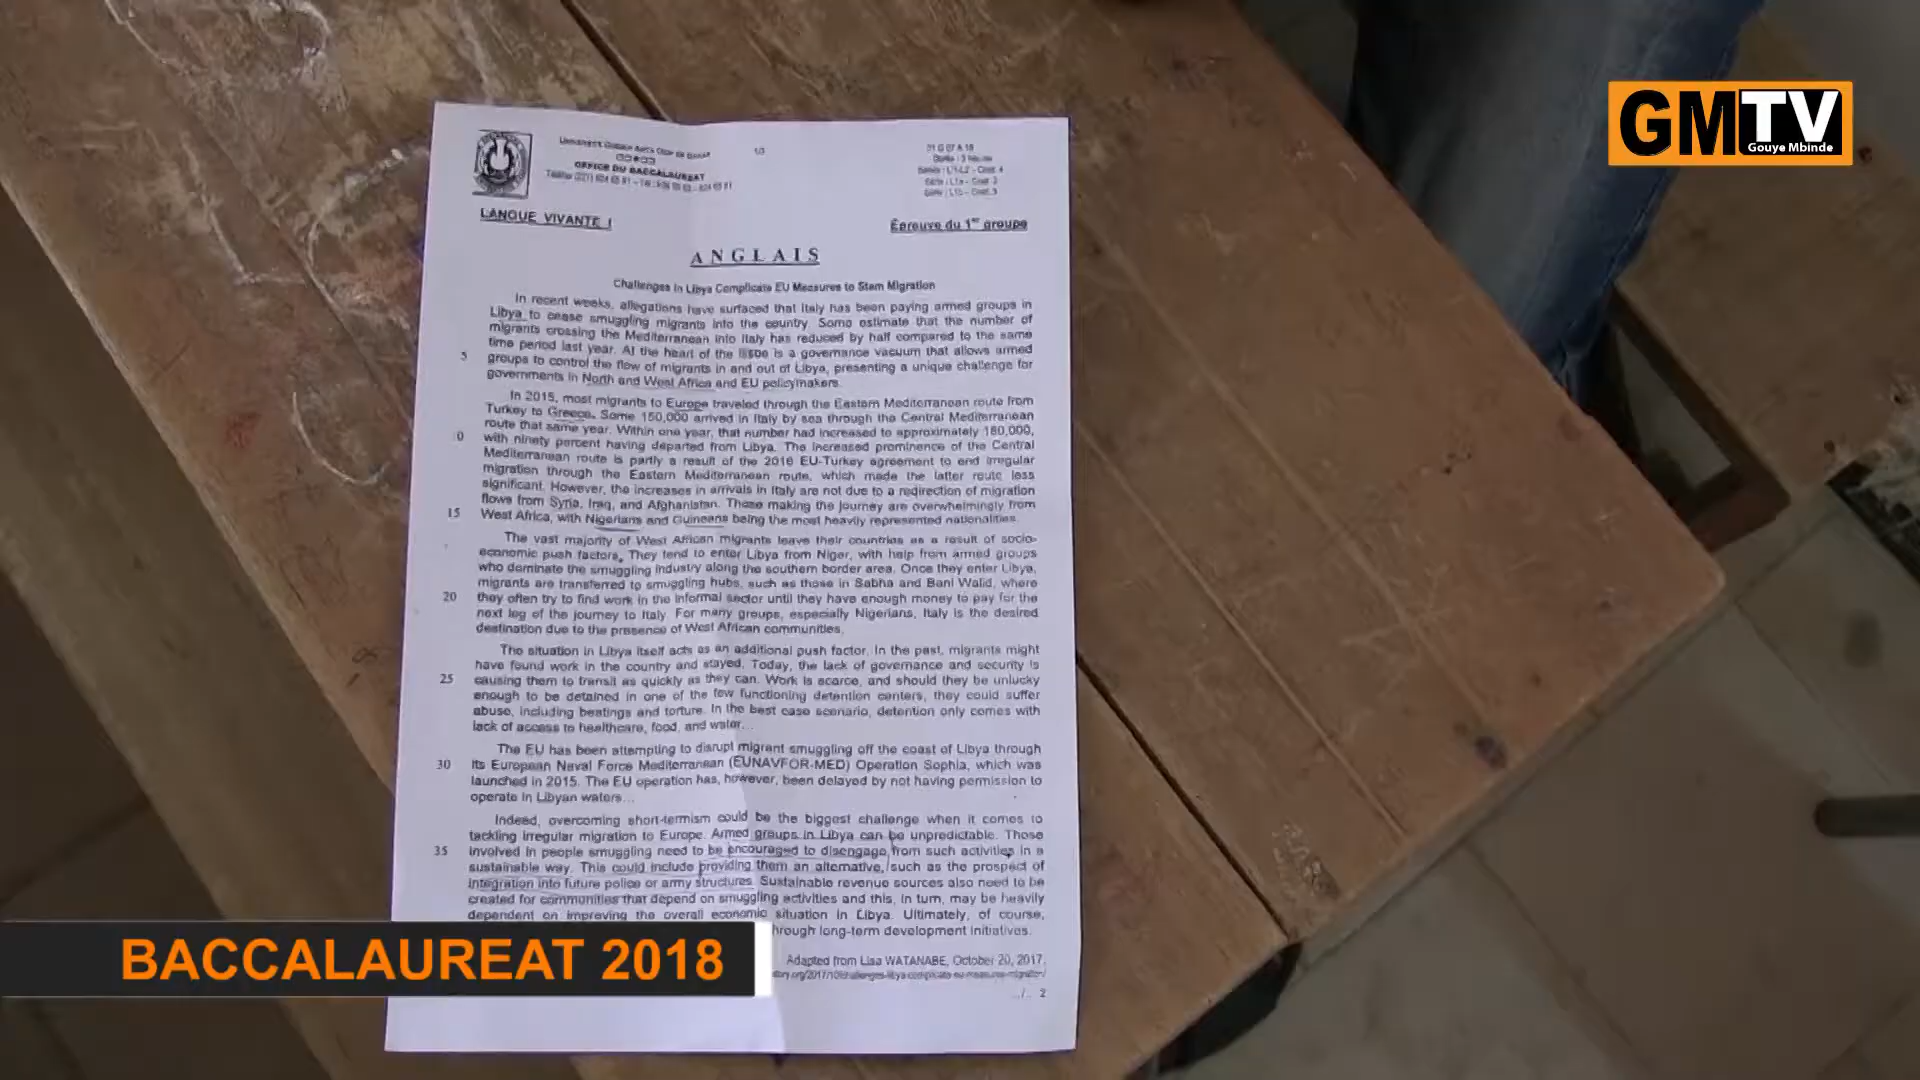 GMTV
Gouye Mbinde
UNIVERSITE CHEIKH ANTA DIOP DE DAKAR
1/3
OFFICE DU BACCALAUREAT
Durée : 3 heures
LANGUE VIVANTE I
Épreuve du 1er groupe
ANGLAIS
Challenges in Libya Complicate EU Measures to Stem Migration
In recent weeks, allegations have surfaced that Italy has been paying armed groups in
Libya to cease smuggling migrants into the country. Some estimate that the number of
migrants crossing the Mediterranean into Italy has reduced by half compared to the same
time period last year. At the heart of the issue is a governance vacuum that allows armed
5 groups to control the flow of migrants in and out of Libya, presenting a unique challenge for
governments in North and West Africa and EU policymakers.
In 2015, most migrants to Europe traveled through the Eastern Mediterranean route from
Turkey to Greece. Some 150,000 arrived in Italy by sea through the Central Mediterranean
route that same year. Within one year, that number had increased to approximately 180,000,
0 with ninety percent having departed from Libya. The increased prominence of the Central
Mediterranean route is partly a result of the 2016 EU-Turkey agreement to end irregular
migration through the Eastern Mediterranean route, which made the latter route less
significant. However, the increases in arrivals in Italy are not due to a redirection of migration
flows from Syria, Iraq, and Afghanistan. Those making the journey are overwhelmingly from
15 West Africa, with Nigerians and Guineans being the most heavily represented nationalities.
The vast majority of West African migrants leave their countries as a result of socio-
economic push factors. They tend to enter Libya from Niger, with help from armed groups
who dominate the smuggling industry along the southern border area. Once they enter Libya,
migrants are transferred to smuggling hubs, such as those in Sabha and Bani Walid, where
20 they often try to find work in the informal sector until they have enough money to pay for the
next leg of the journey to Italy. For many groups, especially Nigerians, Italy is the desired
destination due to the presence of West African communities.
The situation in Libya itself acts as an additional push factor. In the past, migrants might
have found work in the country and stayed. Today, the lack of governance and security is
25 causing them to transit as quickly as they can. Work is scarce, and should they be unlucky
enough to be detained in one of the few functioning detention centers, they could suffer
abuse, including beatings and torture. In the best case scenario, detention only comes with
lack of access to healthcare, food, and water...
The EU has been attempting to disrupt migrant smuggling off the coast of Libya through
30 its European Naval Force Mediterranean (EUNAVFOR-MED) Operation Sophia, which was
launched in 2015. The EU operation has, however, been delayed by not having permission to
operate in Libyan waters...
Indeed, overcoming short-termism could be the biggest challenge when it comes to
tackling irregular migration to Europe. Armed groups in Libya can be unpredictable. Those
35 involved in people smuggling need to be encouraged to disengage from such activities in a
sustainable way. This could include providing them an alternative, such as the prospect of
integration into future police or army structures. Sustainable revenue sources also need to be
created for communities that depend on smuggling activities and this, in turn, may be heavily
dependent on improving the overall economic situation in Libya. Ultimately, of course,
through long-term development initiatives.
Adapted from Lisa WATANABE, October 20, 2017.
.../... 2
BACCALAUREAT 2018